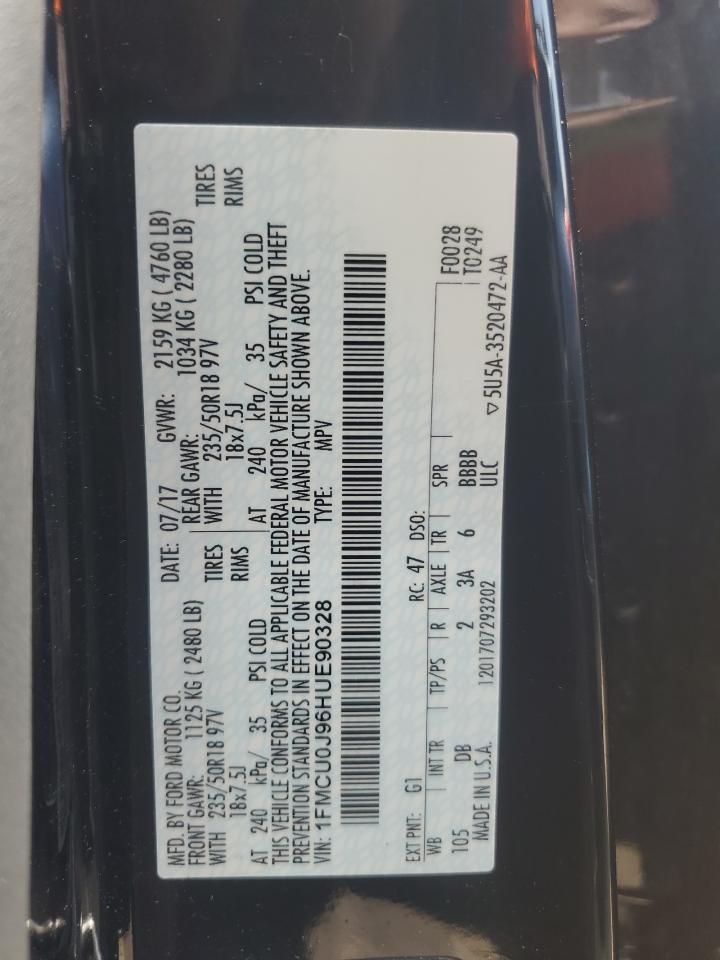 MFD. BY FORD MOTOR CO. DATE: 07/17 GVWR: 2159 KG ( 4760 LB)
FRONT GAWR: 1125 KG ( 2480 LB) REAR GAWR: 1034 KG ( 2280 LB)
WITH 235/50R18 97V TIRES WITH 235/50R18 97V TIRES
18x7.5J RIMS 18x7.5J RIMS
AT 240 kPa/ 35 PSI COLD AT 240 kPa/ 35 PSI COLD
THIS VEHICLE CONFORMS TO ALL APPLICABLE FEDERAL MOTOR VEHICLE SAFETY AND THEFT
PREVENTION STANDARDS IN EFFECT ON THE DATE OF MANUFACTURE SHOWN ABOVE.
VIN: 1FMCU0J96HUE90328 TYPE: MPV
EXT PNT: G1 RC: 47 DSO:
WB INT TR TP/PS R AXLE TR SPR F0028
105 DB 2 3A 6 BBBB T0249
MADE IN U.S.A. 1201707293202 ULC
▽5U5A-3520472-AA